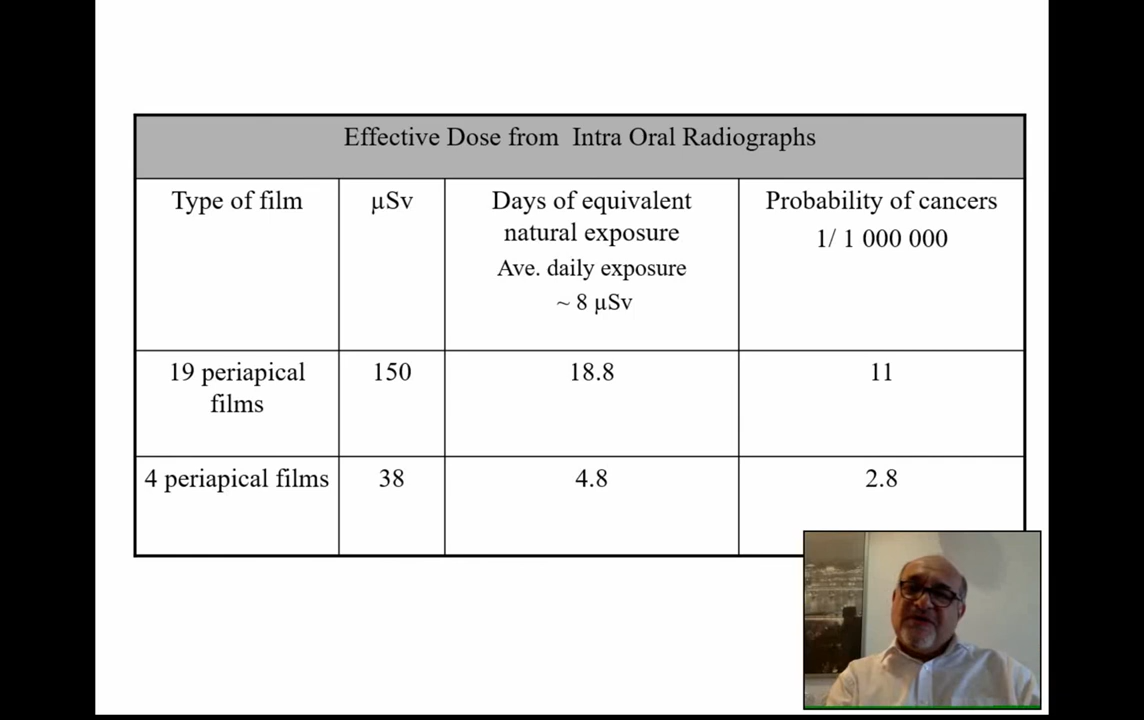 Effective Dose from  Intra Oral Radiographs
Type of film
µSv
Days of equivalent
natural exposure
Ave. daily exposure
~ 8 µSv
Probability of cancers
1/ 1 000 000
19 periapical
films
150
18.8
11
4 periapical films
38
4.8
2.8